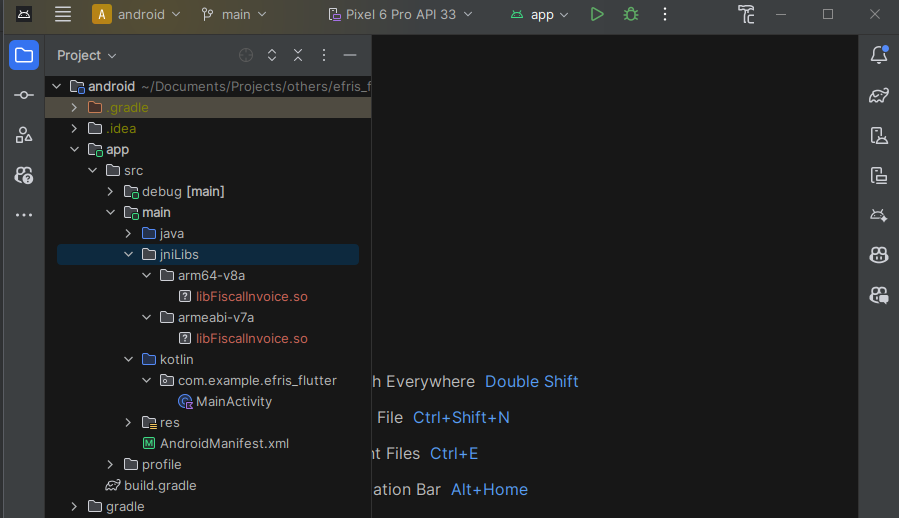 A android main Pixel 6 Pro API 33 app
Project
android ~/Documents/Projects/others/efris_f
.gradle
.idea
app
src
debug [main]
main
java
jniLibs
arm64-v8a
libFiscalInvoice.so
armeabi-v7a
libFiscalInvoice.so
kotlin
com.example.efris_flutter
MainActivity
res
AndroidManifest.xml
profile
build.gradle
gradle
h Everywhere Double Shift
File Ctrl+Shift+N
nt Files Ctrl+E
ation Bar Alt+Home